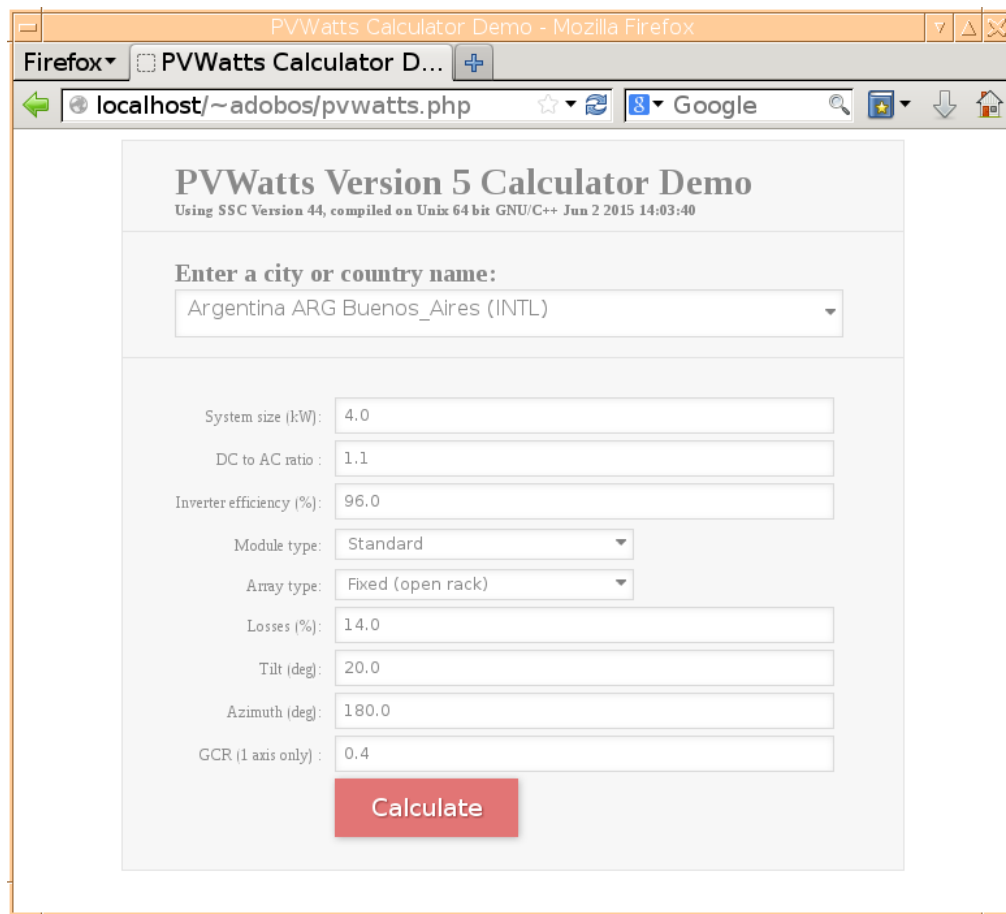 PVWatts Calculator Demo - Mozilla Firefox
Firefox PVWatts Calculator D...
localhost/~adobos/pvwatts.php 8 Google
PVWatts Version 5 Calculator Demo
Using SSC Version 44, compiled on Unix 64 bit GNU/C++ Jun 2 2015 14:03:40
Enter a city or country name:
Argentina ARG Buenos_Aires (INTL)
System size (kW): 4.0
DC to AC ratio : 1.1
Inverter efficiency (%): 96.0
Module type: Standard
Array type: Fixed (open rack)
Losses (%): 14.0
Tilt (deg): 20.0
Azimuth (deg): 180.0
GCR (1 axis only) : 0.4
Calculate